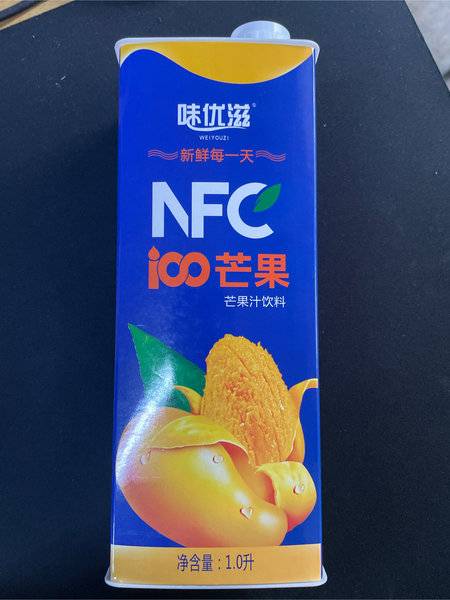 味优滋®
WEIYOUZI
新鲜每一天
NFC
100芒果
芒果汁饮料
净含量：1.0升